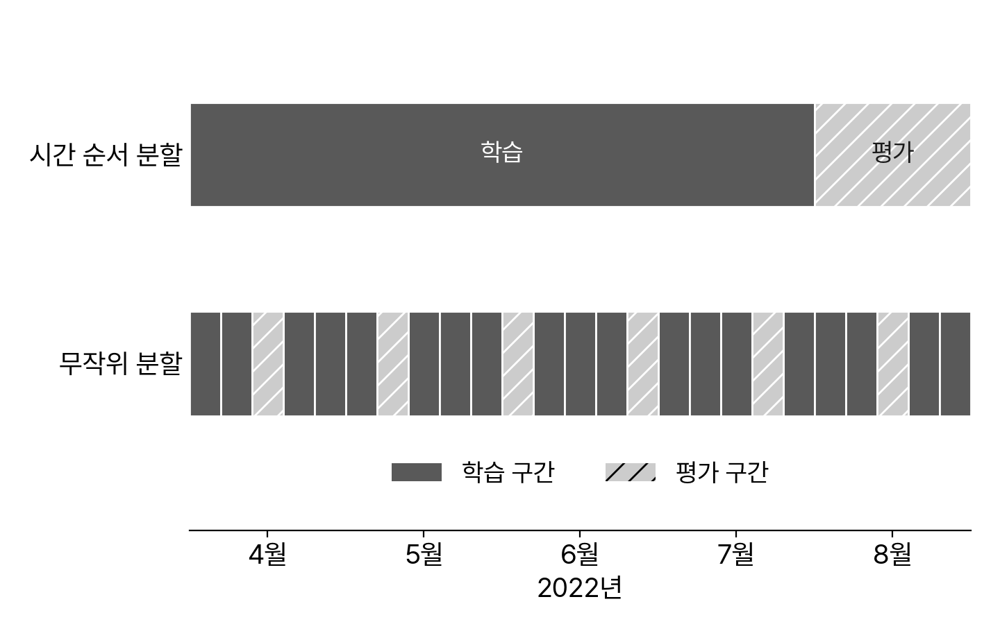 시간 순서 분할
학습
평가
무작위 분할
학습 구간
평가 구간
4월
5월
6월
7월
8월
2022년